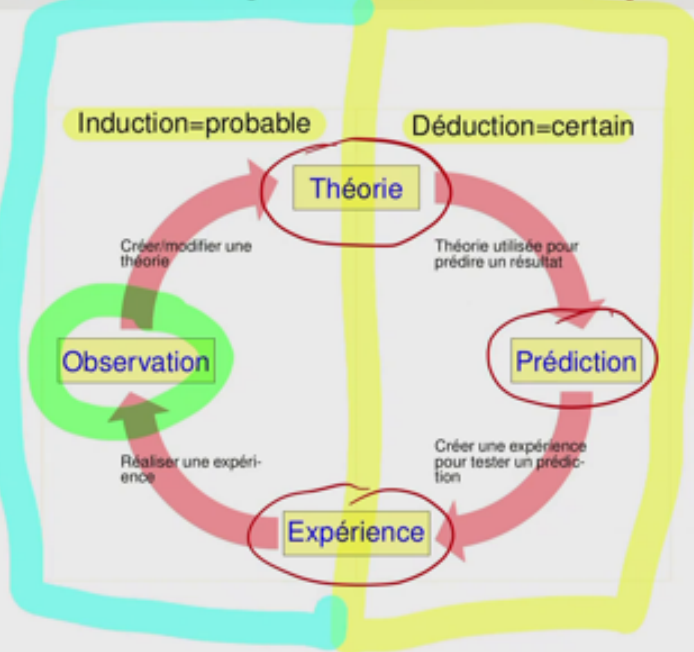 Induction=probable
Déduction=certain
Théorie
Créer/modifier une
théorie
Théorie utilisée pour
prédire un résultat
Observation
Prédiction
Réaliser une expéri-
ence
Créer une expérience
pour tester un prédic-
tion
Expérience